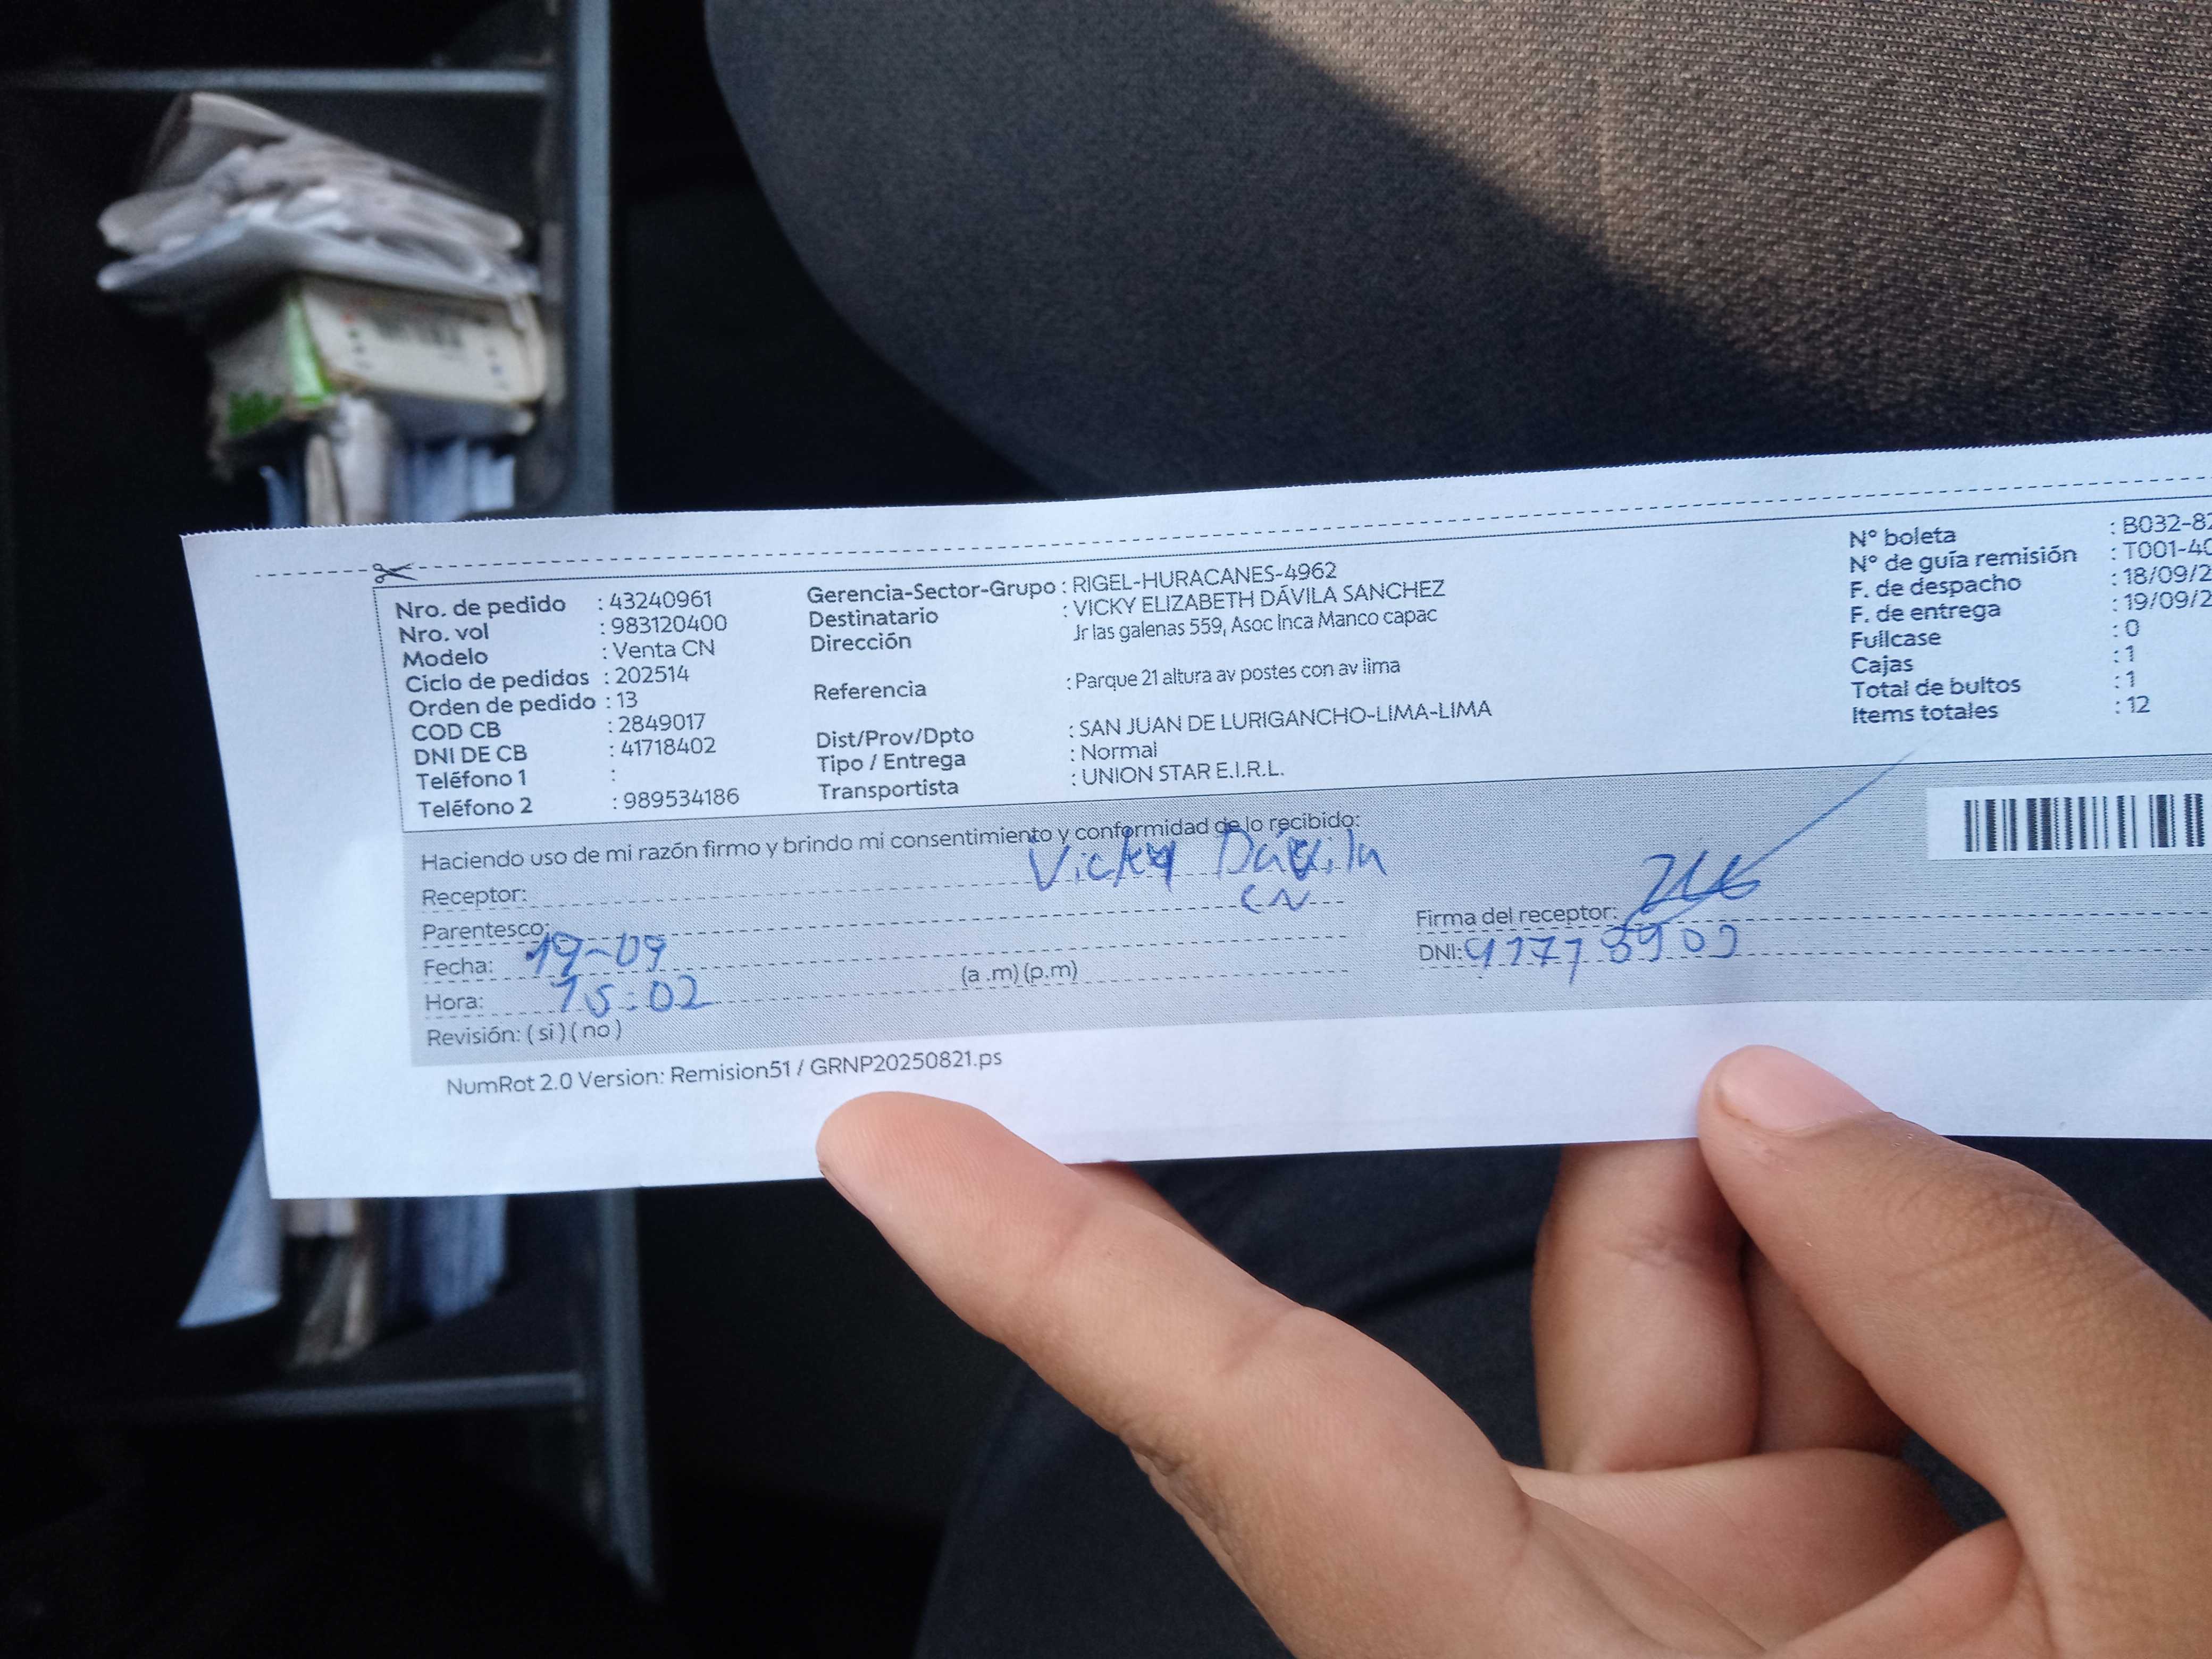 Nro. de pedido : 43240961
Nro. vol : 983120400
Modelo : Venta CN
Ciclo de pedidos : 202514
Orden de pedido : 13
COD CB : 2849017
DNI DE CB : 41718402
Teléfono 1 :
Teléfono 2 : 989534186
Gerencia-Sector-Grupo : RIGEL-HURACANES-4962
Destinatario : VICKY ELIZABETH DÁVILA SANCHEZ
Dirección Jr las galenas 559, Asoc Inca Manco capac
Referencia : Parque 21 altura av postes con av lima
Dist/Prov/Dpto : SAN JUAN DE LURIGANCHO-LIMA-LIMA
Tipo / Entrega : Normal
Transportista : UNION STAR E.I.R.L.
N° boleta : B032-82
N° de guía remisión : T001-40
F. de despacho : 18/09/2
F. de entrega : 19/09/2
Fullcase : 0
Cajas : 1
Total de bultos : 1
Items totales : 12
Haciendo uso de mi razón firmo y brindo mi consentimiento y conformidad de lo recibido:
Receptor: Vicky Dávila
Parentesco: CN
Fecha: 19-09
Hora: 15:02 (a .m) (p.m)
Revisión: ( si ) ( no )
Firma del receptor:
DNI:
NumRot 2.0 Version: Remision51 / GRNP20250821.ps